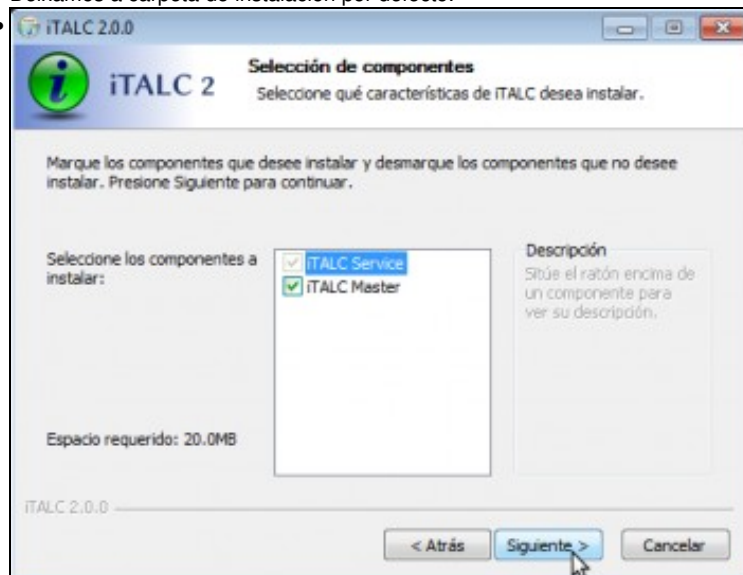 Deixamos a carpeta de instalación por defecto.
iTALC 2.0.0
iTALC 2
Selección de componentes
Seleccione qué características de iTALC desea instalar.
Marque los componentes que desee instalar y desmarque los componentes que no desee
instalar. Presione Siguiente para continuar.
Seleccione los componentes a
instalar:
iTALC Service
iTALC Master
Descripción
Sitúe el ratón encima de
un componente para
ver su descripción.
Espacio requerido: 20.0MB
iTALC 2.0.0
< Atrás
Siguiente >
Cancelar